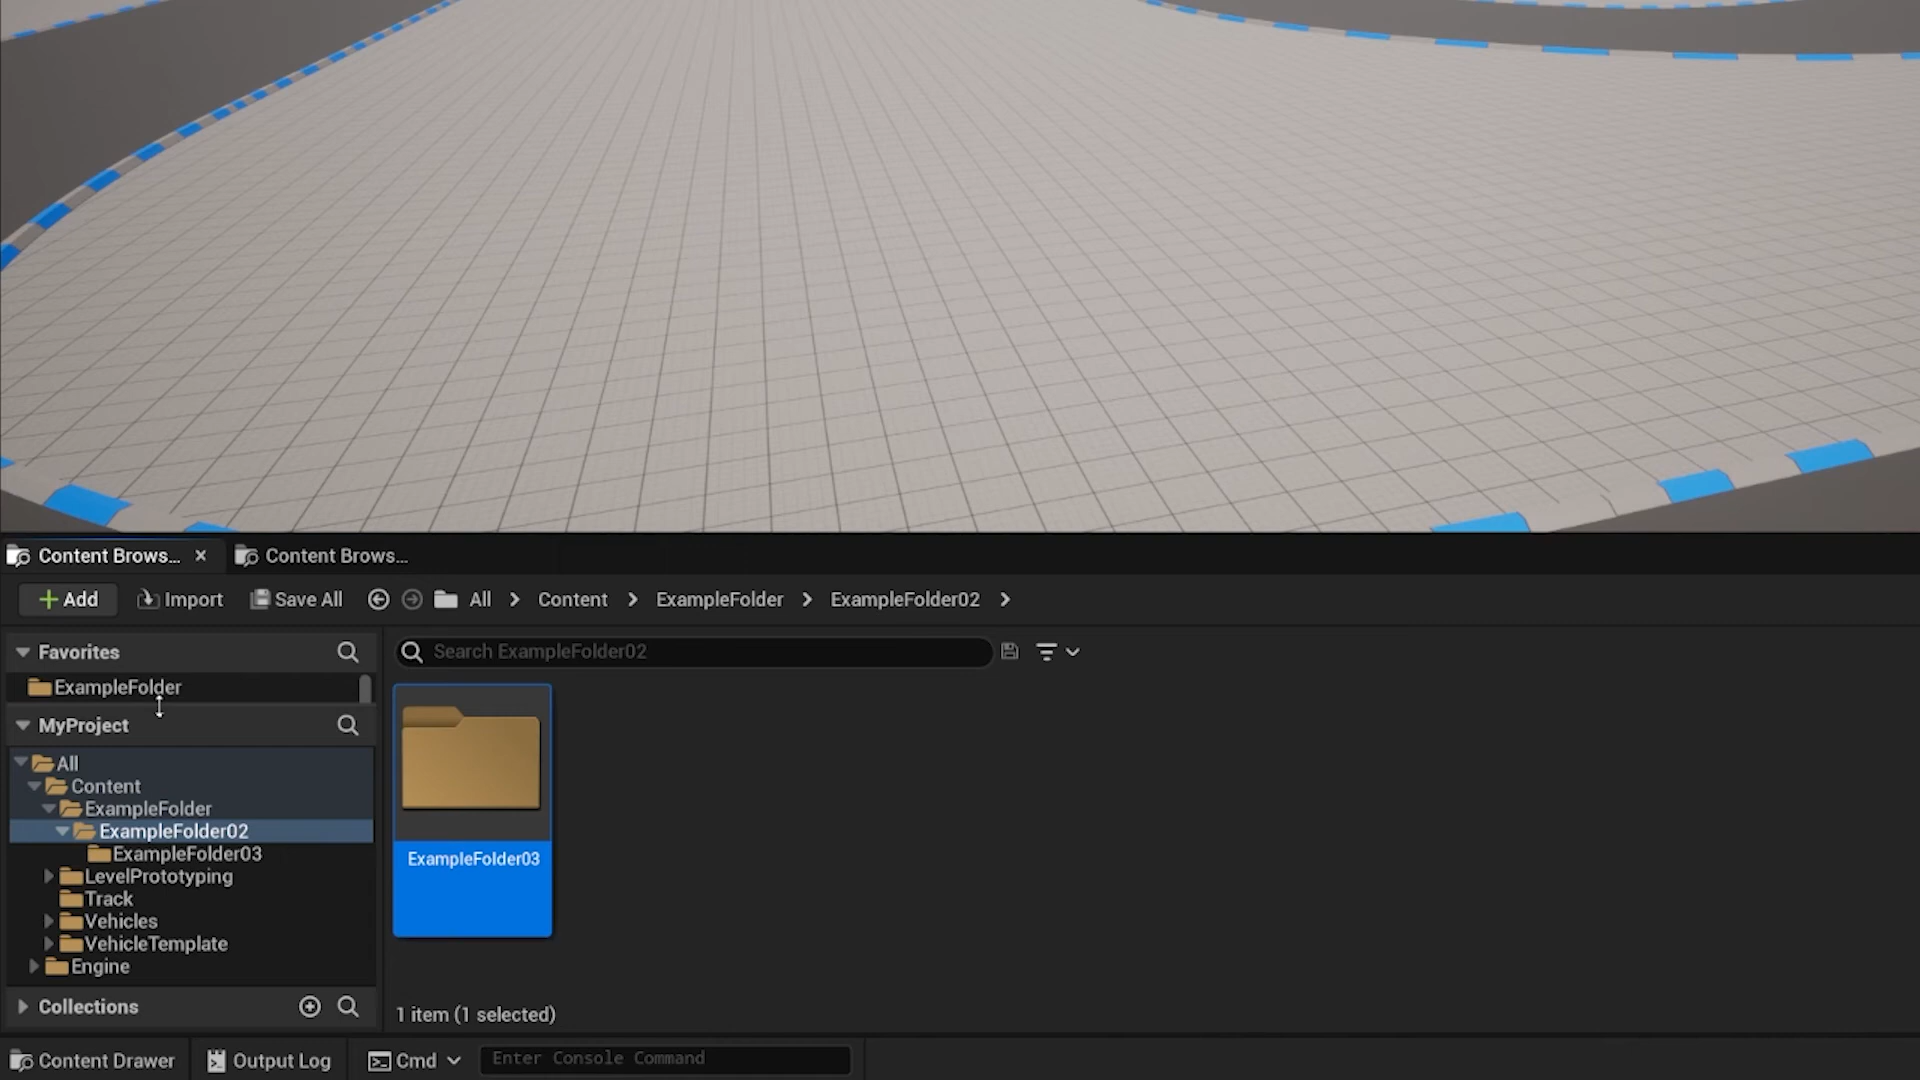 Content Brows...
Content Brows...
Add Import Save All All Content ExampleFolder ExampleFolder02
Favorites
Search ExampleFolder02
ExampleFolder
MyProject
All
Content
ExampleFolder
ExampleFolder02
ExampleFolder03
LevelPrototyping
Track
Vehicles
VehicleTemplate
Engine
Collections
ExampleFolder03
1 item (1 selected)
Content Drawer Output Log Cmd Enter Console Command